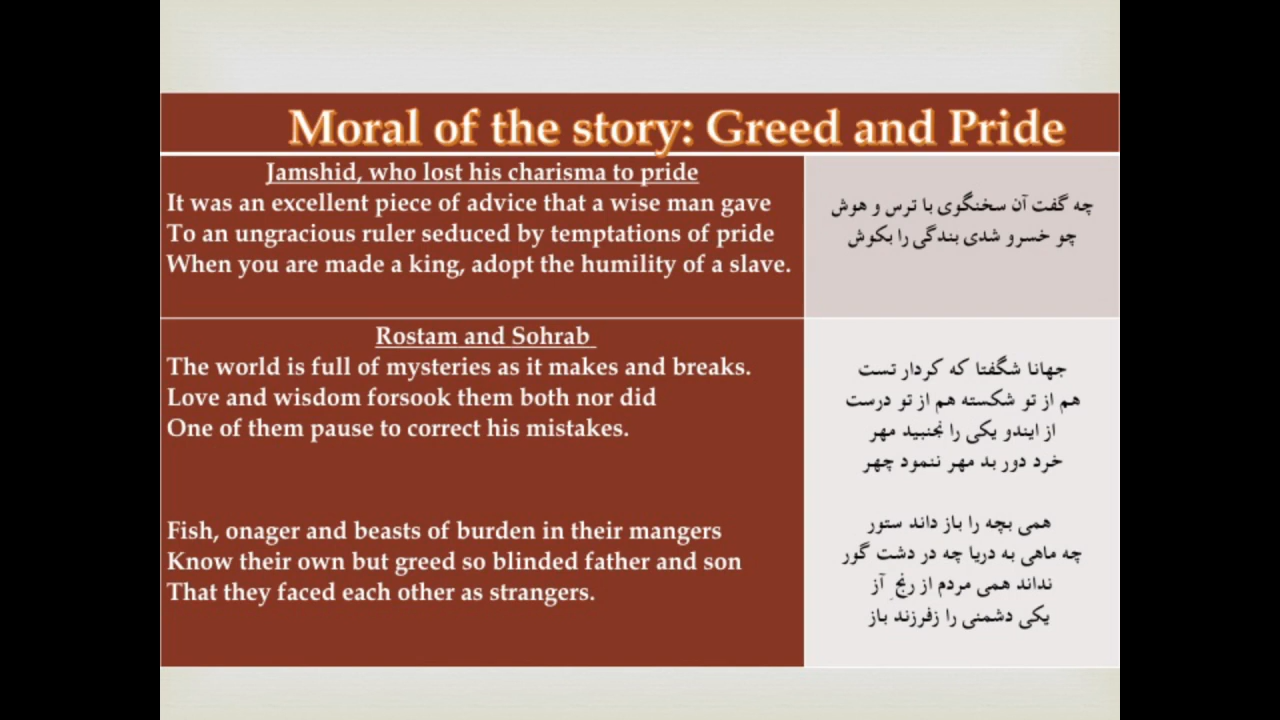 Moral of the story: Greed and Pride
Jamshid, who lost his charisma to pride
It was an excellent piece of advice that a wise man gave
To an ungracious ruler seduced by temptations of pride
When you are made a king, adopt the humility of a slave.
چه گفت آن سخنگوی با ترس و هوش
چو خسرو شدی بندگی را بکوش
Rostam and Sohrab
The world is full of mysteries as it makes and breaks.
Love and wisdom forsook them both nor did
One of them pause to correct his mistakes.
Fish, onager and beasts of burden in their mangers
Know their own but greed so blinded father and son
That they faced each other as strangers.
جهانا شگفتا که کردار تست
هم از تو شکسته هم از تو درست
از ایندو یکی را نجنبید مهر
خرد دور بد مهر ننمود چهر
همی بچه را باز داند ستور
چه ماهی به دریا چه در دشت گور
نداند همی مردم از رنجِ آز
یکی دشمنی را زفرزند باز